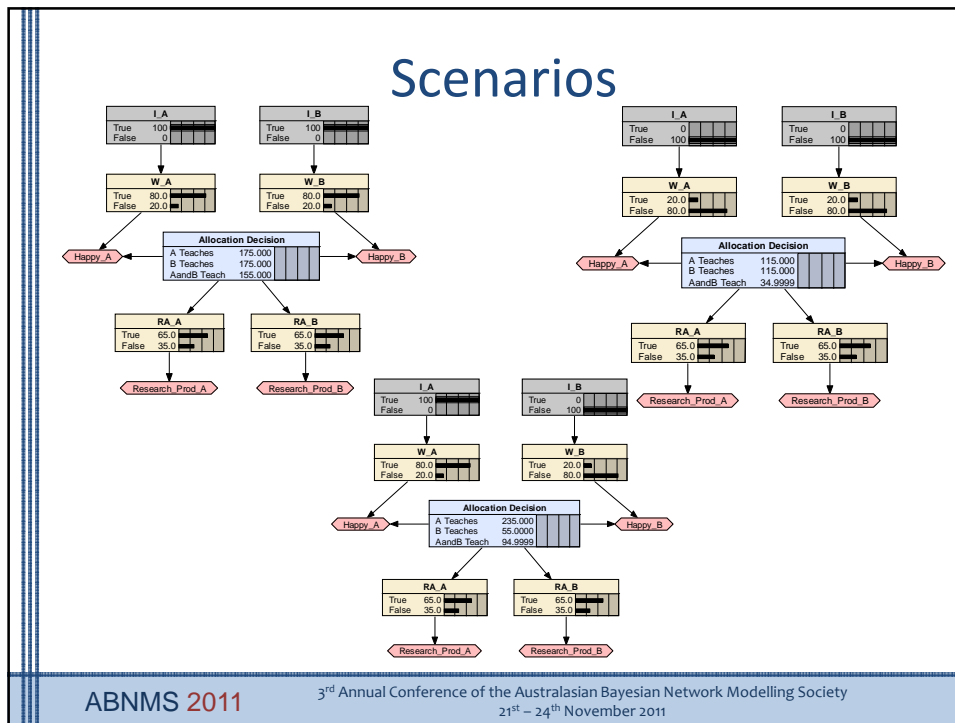 Scenarios
I_A
True 100
False 0
I_B
True 100
False 0
W_A
True 80.0
False 20.0
W_B
True 80.0
False 20.0
Happy_A
Allocation Decision
A Teaches 175.000
B Teaches 175.000
AandB Teach 155.000
Happy_B
RA_A
True 65.0
False 35.0
RA_B
True 65.0
False 35.0
Research_Prod_A
Research_Prod_B
I_A
True 0
False 100
I_B
True 0
False 100
W_A
True 20.0
False 80.0
W_B
True 20.0
False 80.0
Happy_A
Allocation Decision
A Teaches 115.000
B Teaches 115.000
AandB Teach 34.9999
Happy_B
RA_A
True 65.0
False 35.0
RA_B
True 65.0
False 35.0
Research_Prod_A
Research_Prod_B
I_A
True 100
False 0
I_B
True 0
False 100
W_A
True 80.0
False 20.0
W_B
True 20.0
False 80.0
Happy_A
Allocation Decision
A Teaches 235.000
B Teaches 55.0000
AandB Teach 94.9999
Happy_B
RA_A
True 65.0
False 35.0
RA_B
True 65.0
False 35.0
Research_Prod_A
Research_Prod_B
ABNMS 2011
3rd Annual Conference of the Australasian Bayesian Network Modelling Society
21st – 24th November 2011